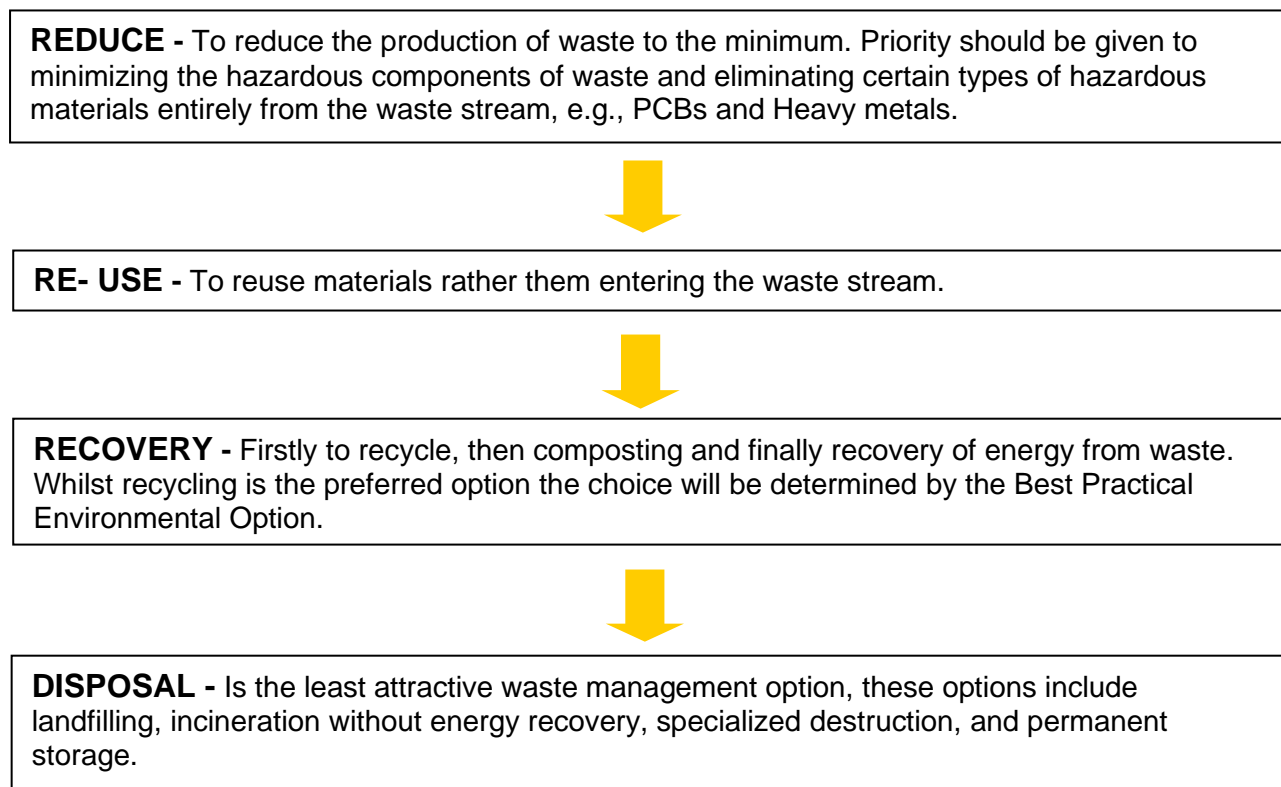 REDUCE - To reduce the production of waste to the minimum. Priority should be given to
minimizing the hazardous components of waste and eliminating certain types of hazardous
materials entirely from the waste stream, e.g., PCBs and Heavy metals.
RE- USE - To reuse materials rather them entering the waste stream.
RECOVERY - Firstly to recycle, then composting and finally recovery of energy from waste.
Whilst recycling is the preferred option the choice will be determined by the Best Practical
Environmental Option.
DISPOSAL - Is the least attractive waste management option, these options include
landfilling, incineration without energy recovery, specialized destruction, and permanent
storage.